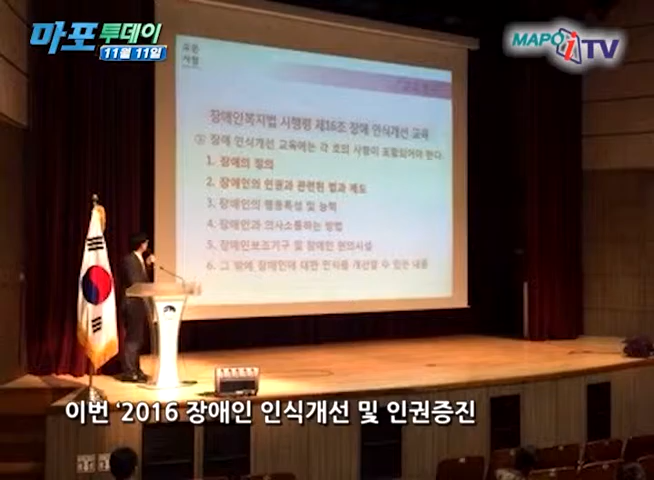 마포 투데이
11월 11일
MAPO i TV
유의
사항
장애인복지법 시행령 제16조 장애 인식개선 교육
장애 인식개선 교육에는 각 호의 사항이 포함되어야 한다.
1. 장애의 정의
2. 장애인의 인권과 관련된 법과 제도
3. 장애인의 행동특성 및 능력
4. 장애인과 의사소통하는 방법
5. 장애인보조기구 및 장애인 편의시설
6. 그 밖에 장애인에 대한 인식을 개선할 수 있는 내용
이번 ‘2016 장애인 인식개선 및 인권증진